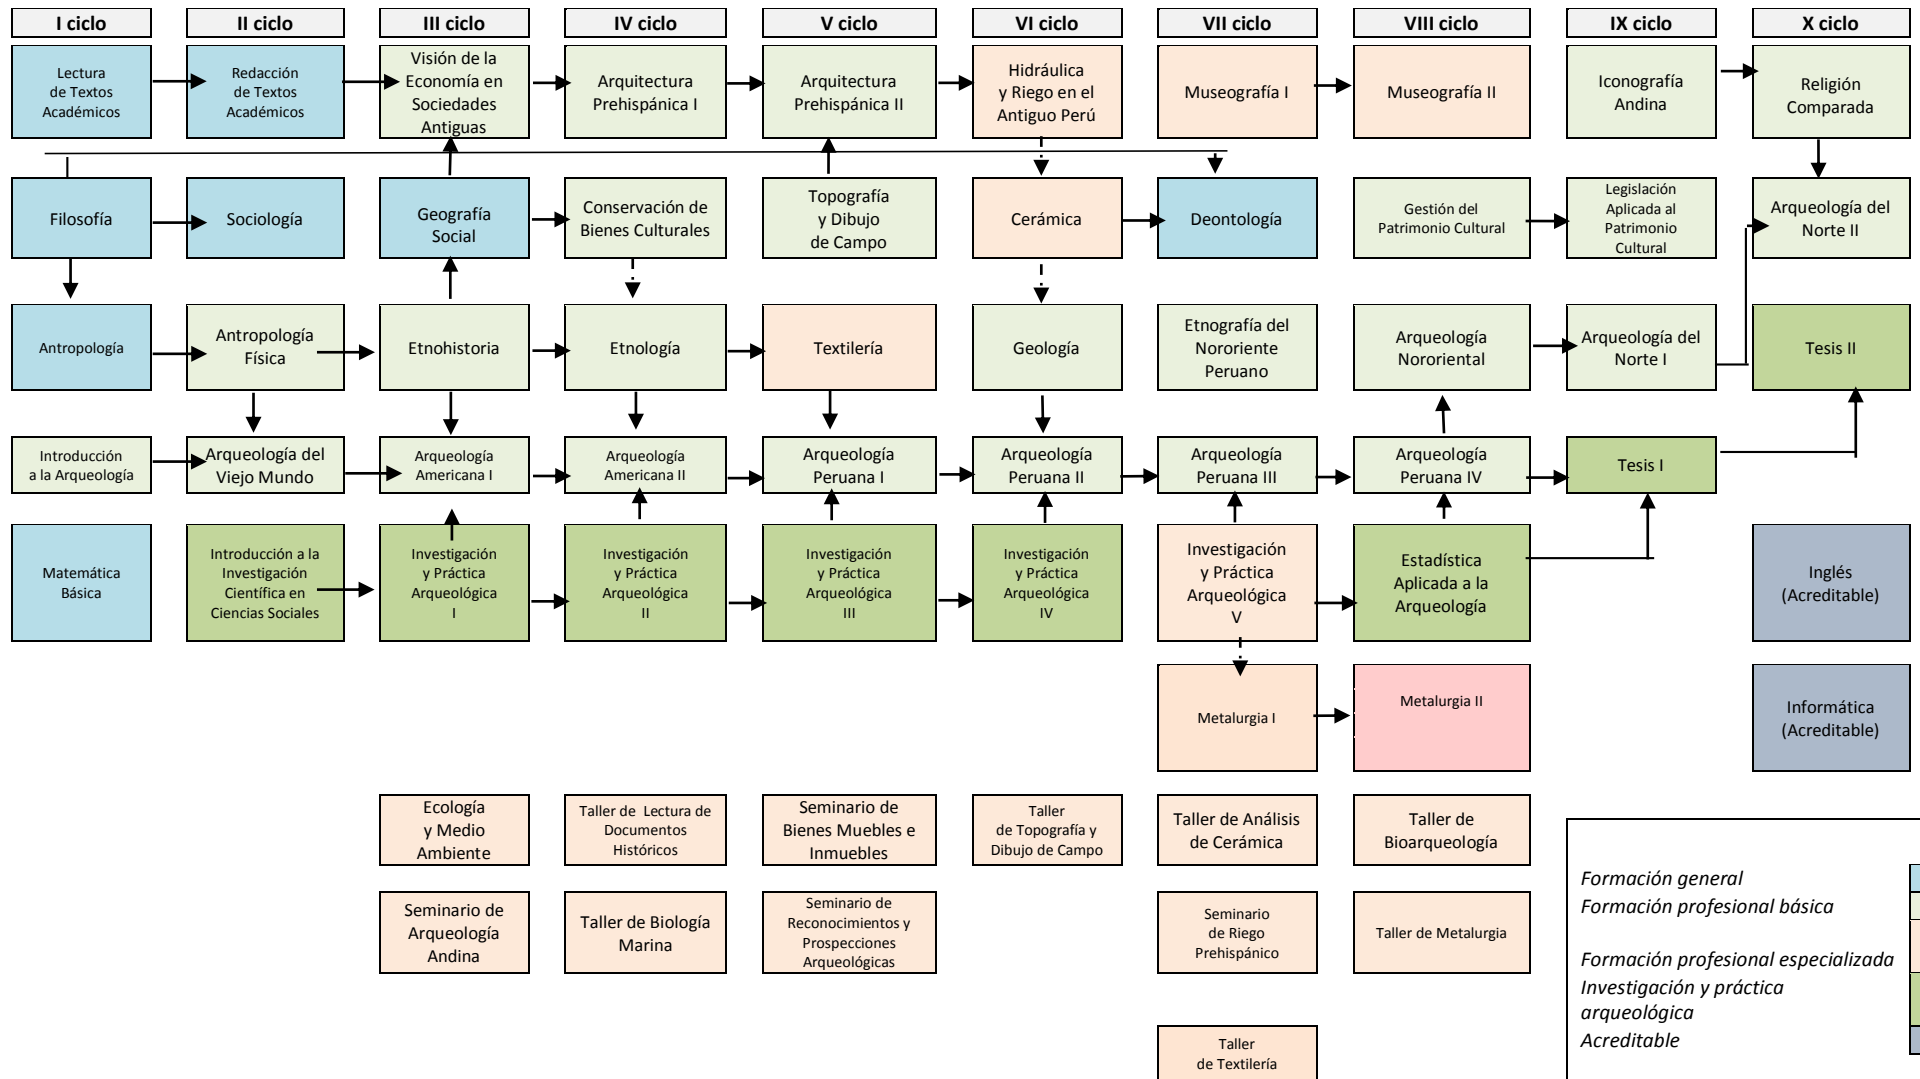 I ciclo
II ciclo
III ciclo
IV ciclo
V ciclo
VI ciclo
VII ciclo
VIII ciclo
IX ciclo
X ciclo
Lectura
de Textos
Académicos
Redacción
de Textos
Académicos
Visión de la
Economía en
Sociedades
Antiguas
Arquitectura
Prehispánica I
Arquitectura
Prehispánica II
Hidráulica
y Riego en el
Antiguo Perú
Museografía I
Museografía II
Iconografía
Andina
Religión
Comparada
Filosofía
Sociología
Geografía
Social
Conservación de
Bienes Culturales
Topografía
y Dibujo
de Campo
Cerámica
Deontología
Gestión del
Patrimonio Cultural
Legislación
Aplicada al
Patrimonio
Cultural
Arqueología del
Norte II
Antropología
Antropología
Física
Etnohistoria
Etnología
Textilería
Geología
Etnografía del
Nororiente
Peruano
Arqueología
Nororiental
Arqueología del
Norte I
Tesis II
Introducción
a la Arqueología
Arqueología del
Viejo Mundo
Arqueología
Americana I
Arqueología
Americana II
Arqueología
Peruana I
Arqueología
Peruana II
Arqueología
Peruana III
Arqueología
Peruana IV
Tesis I
Matemática
Básica
Introducción a la
Investigación
Científica en
Ciencias Sociales
Investigación
y Práctica
Arqueológica
I
Investigación
y Práctica
Arqueológica
II
Investigación
y Práctica
Arqueológica
III
Investigación
y Práctica
Arqueológica
IV
Investigación
y Práctica
Arqueológica
V
Estadística
Aplicada a la
Arqueología
Inglés
(Acreditable)
Metalurgia I
Metalurgia II
Informática
(Acreditable)
Ecología
y Medio
Ambiente
Taller de Lectura de
Documentos
Históricos
Seminario de
Bienes Muebles e
Inmuebles
Taller
de Topografía y
Dibujo de Campo
Taller de Análisis
de Cerámica
Taller de
Bioarqueología
Seminario de
Arqueología
Andina
Taller de Biología
Marina
Seminario de
Reconocimientos y
Prospecciones
Arqueológicas
Seminario
de Riego
Prehispánico
Taller de Metalurgia
Taller
de Textilería
Formación general
Formación profesional básica
Formación profesional especializada
Investigación y práctica
arqueológica
Acreditable